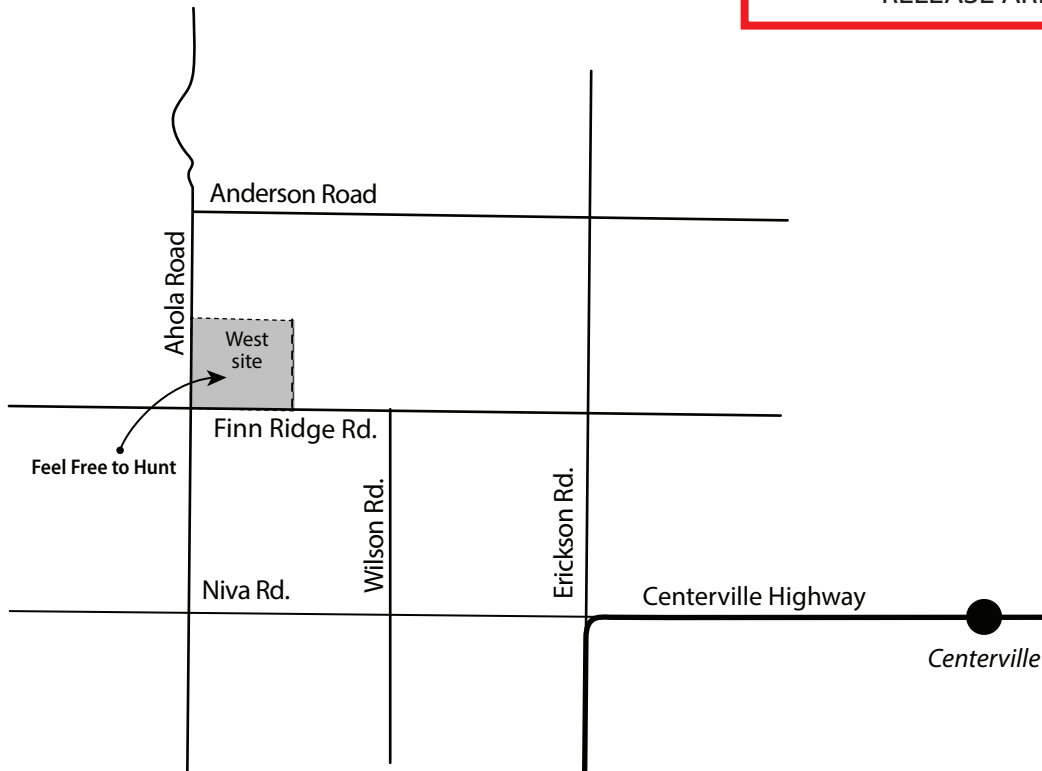 Anderson Road
Ahola Road
West
site
Finn Ridge Rd.
Feel Free to Hunt
Wilson Rd.
Erickson Rd.
Niva Rd.
Centerville Highway
Centerville